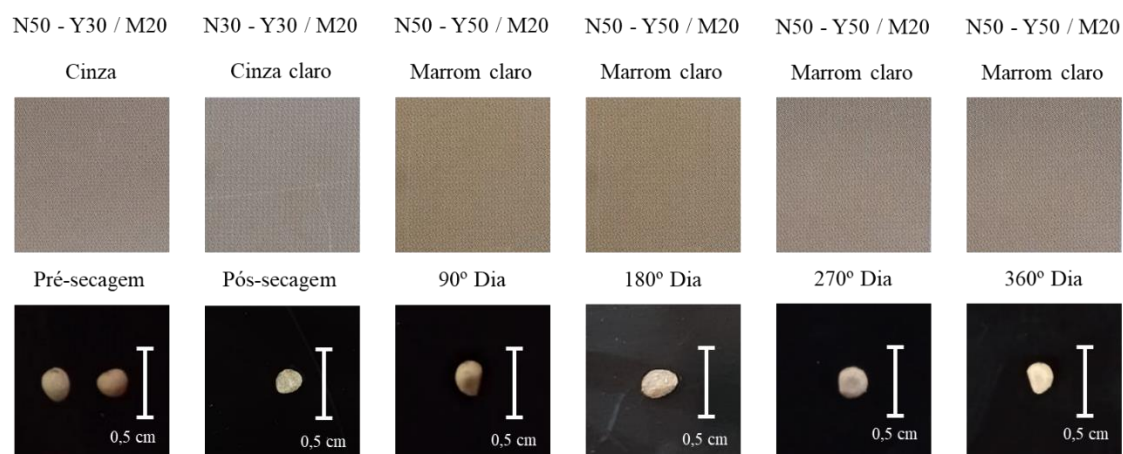 N50 - Y30 / M20 N30 - Y30 / M20 N50 - Y50 / M20 N50 - Y50 / M20 N50 - Y50 / M20 N50 - Y50 / M20
Cinza Cinza claro Marrom claro Marrom claro Marrom claro Marrom claro
Pré-secagem Pós-secagem 90º Dia 180º Dia 270º Dia 360º Dia
0,5 cm 0,5 cm 0,5 cm 0,5 cm 0,5 cm 0,5 cm